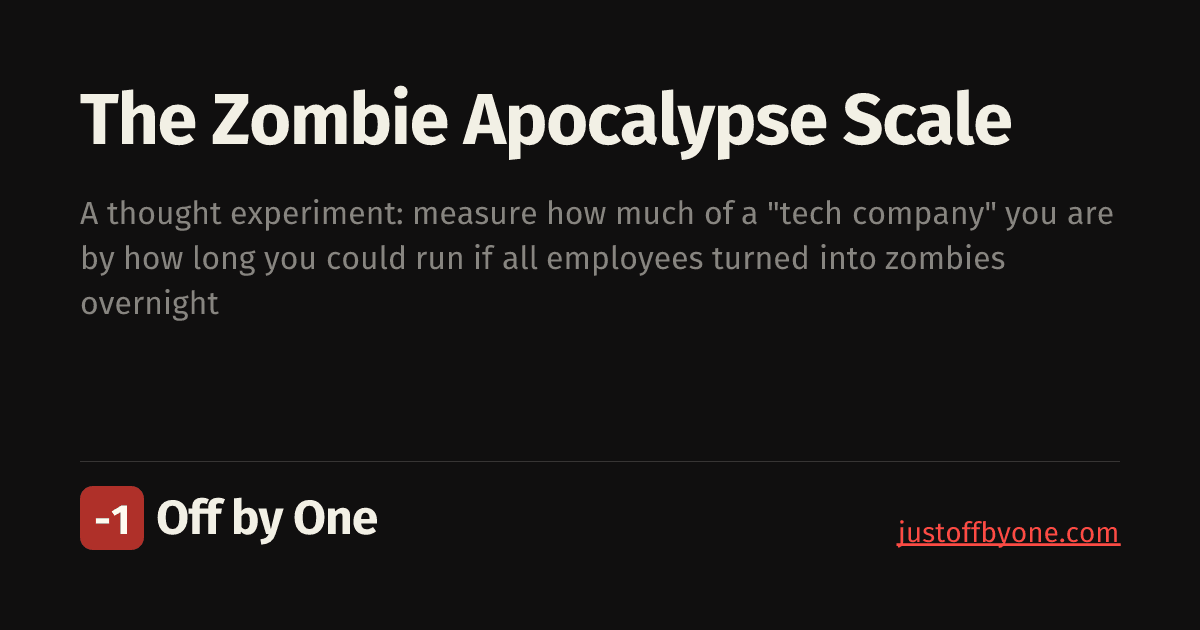 The Zombie Apocalypse Scale
A thought experiment: measure how much of a "tech company" you are
by how long you could run if all employees turned into zombies
overnight
-1 Off by One
justoffbyone.com